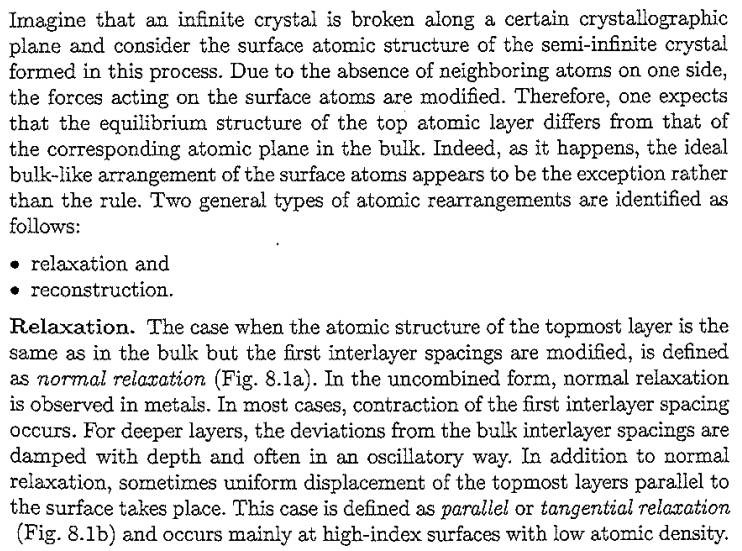 Imagine that an infinite crystal is broken along a certain crystallographic
plane and consider the surface atomic structure of the semi-infinite crystal
formed in this process. Due to the absence of neighboring atoms on one side,
the forces acting on the surface atoms are modified. Therefore, one expects
that the equilibrium structure of the top atomic layer differs from that of
the corresponding atomic plane in the bulk. Indeed, as it happens, the ideal
bulk-like arrangement of the surface atoms appears to be the exception rather
than the rule. Two general types of atomic rearrangements are identified as
follows:
• relaxation and
• reconstruction.
Relaxation. The case when the atomic structure of the topmost layer is the
same as in the bulk but the first interlayer spacings are modified, is defined
as normal relaxation (Fig. 8.1a). In the uncombined form, normal relaxation
is observed in metals. In most cases, contraction of the first interlayer spacing
occurs. For deeper layers, the deviations from the bulk interlayer spacings are
damped with depth and often in an oscillatory way. In addition to normal
relaxation, sometimes uniform displacement of the topmost layers parallel to
the surface takes place. This case is defined as parallel or tangential relaxation
(Fig. 8.1b) and occurs mainly at high-index surfaces with low atomic density.